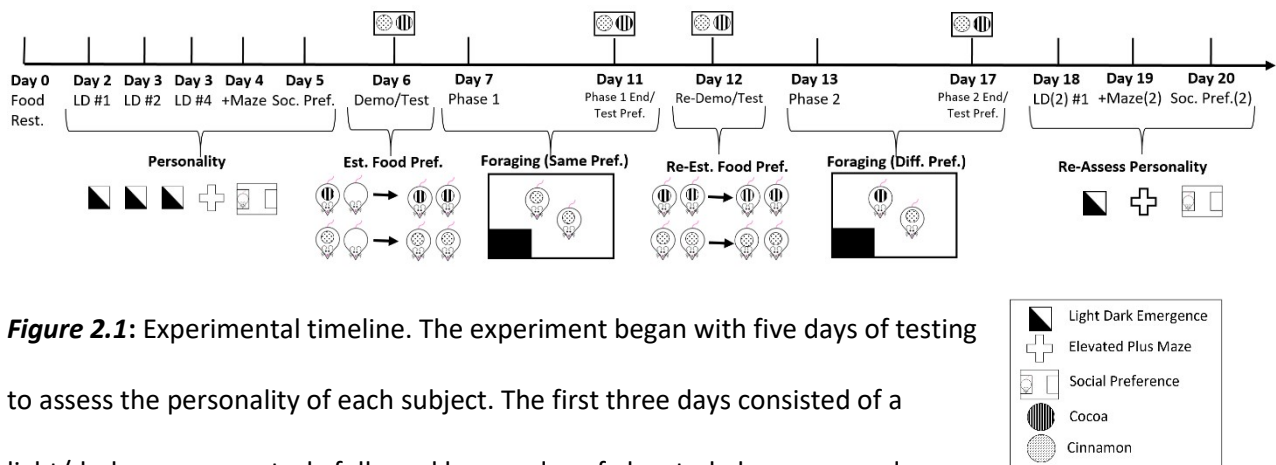 Day 0 Day 2 Day 3 Day 3 Day 4 Day 5 Day 6 Day 7 Day 11 Day 12 Day 13 Day 17 Day 18 Day 19 Day 20
Food LD #1 LD #2 LD #4 +Maze Soc. Pref. Demo/Test Phase 1 Phase 1 End/ Re-Demo/Test Phase 2 Phase 2 End/ LD(2) #1 +Maze(2) Soc. Pref.(2)
Rest. Test Pref. Test Pref.
Personality Est. Food Pref. Foraging (Same Pref.) Re-Est. Food Pref. Foraging (Diff. Pref.) Re-Assess Personality
Figure 2.1: Experimental timeline. The experiment began with five days of testing
to assess the personality of each subject. The first three days consisted of a
Light Dark Emergence
Elevated Plus Maze
Social Preference
Cocoa
Cinnamon